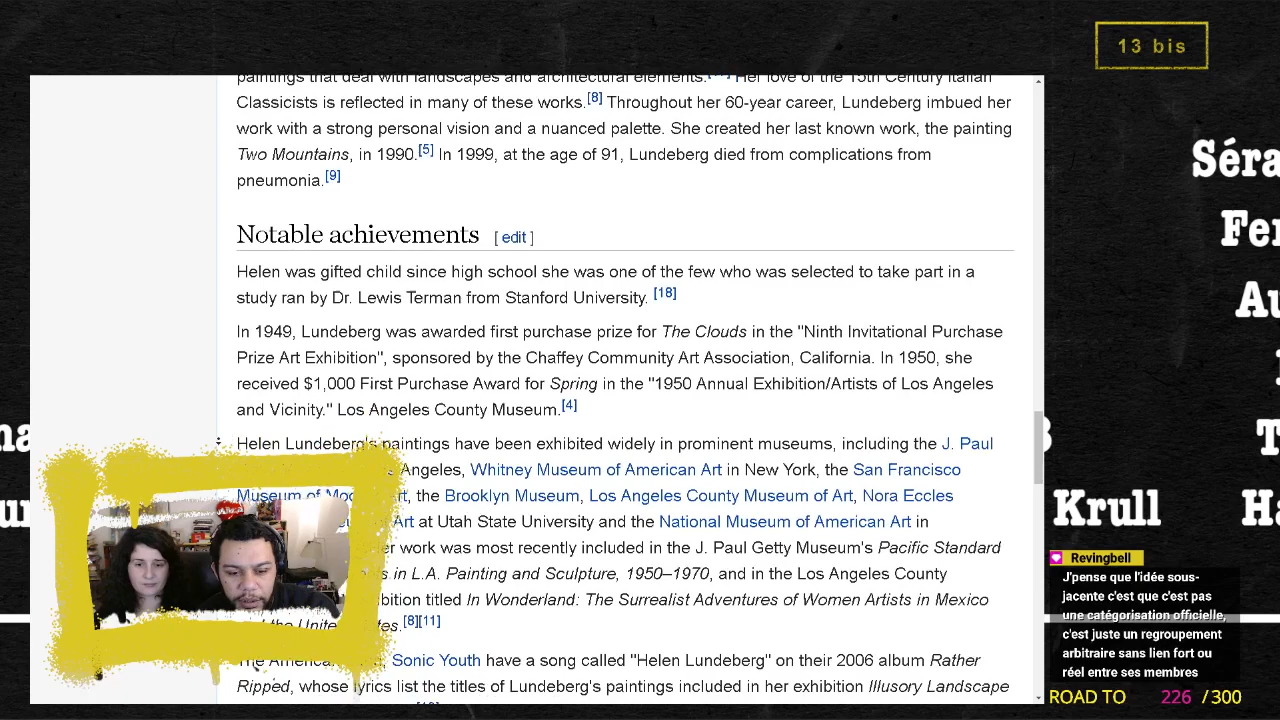 13 bis
paintings that deal with landscapes and architectural elements. Her love of the 15th Century Italian
Classicists is reflected in many of these works.[8] Throughout her 60-year career, Lundeberg imbued her
work with a strong personal vision and a nuanced palette. She created her last known work, the painting
Two Mountains, in 1990.[5] In 1999, at the age of 91, Lundeberg died from complications from
pneumonia.[9]
Notable achievements [ edit ]
Helen was gifted child since high school she was one of the few who was selected to take part in a
study ran by Dr. Lewis Terman from Stanford University. [18]
In 1949, Lundeberg was awarded first purchase prize for The Clouds in the "Ninth Invitational Purchase
Prize Art Exhibition", sponsored by the Chaffey Community Art Association, California. In 1950, she
received $1,000 First Purchase Award for Spring in the "1950 Annual Exhibition/Artists of Los Angeles
and Vicinity." Los Angeles County Museum.[4]
Helen Lundeberg's paintings have been exhibited widely in prominent museums, including the J. Paul
Angeles, Whitney Museum of American Art in New York, the San Francisco
Museum of the Brooklyn Museum, Los Angeles County Museum of Art, Nora Eccles
Art at Utah State University and the National Museum of American Art in
her work was most recently included in the J. Paul Getty Museum's Pacific Standard
in L.A. Painting and Sculpture, 1950–1970, and in the Los Angeles County
titled In Wonderland: The Surrealist Adventures of Women Artists in Mexico
the [8][11]
The Sonic Youth have a song called "Helen Lundeberg" on their 2006 album Rather
Ripped, whose lyrics list the titles of Lundeberg's paintings included in her exhibition Illusory Landscape
Séra
Fer
Au
T
Krull
Ha
Revingbell
J'pense que l'idée sous-
jacente c'est que c'est pas
une catégorisation officielle,
c'est juste un regroupement
arbitraire sans lien fort ou
réel entre ses membres
ROAD TO 226 / 300